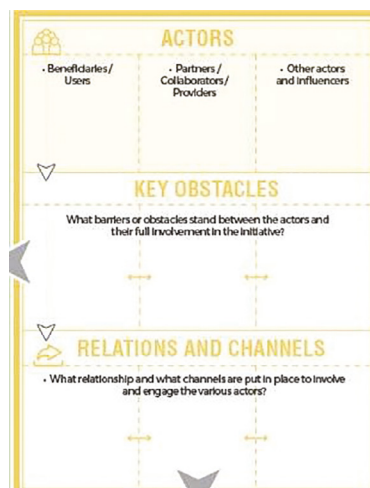 ACTORS
• Beneficiaries /
Users
• Partners /
Collaborators /
Providers
• Other actors
and Influencers
KEY OBSTACLES
What barriers or obstacles stand between the actors and
their full involvement in the initiative?
RELATIONS AND CHANNELS
• What relationship and what channels are put in place to involve
and engage the various actors?